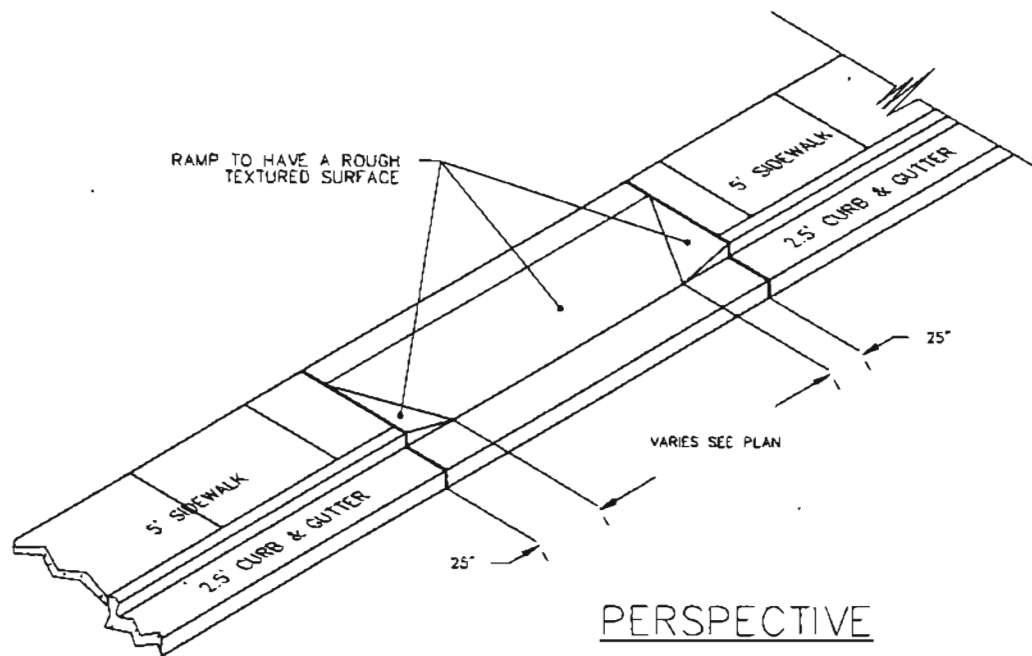 RAMP TO HAVE A ROUGH
TEXTURED SURFACE
5' SIDEWALK
2.5' CURB & GUTTER
25"
VARIES SEE PLAN
5' SIDEWALK
2.5' CURB & GUTTER
25"
PERSPECTIVE